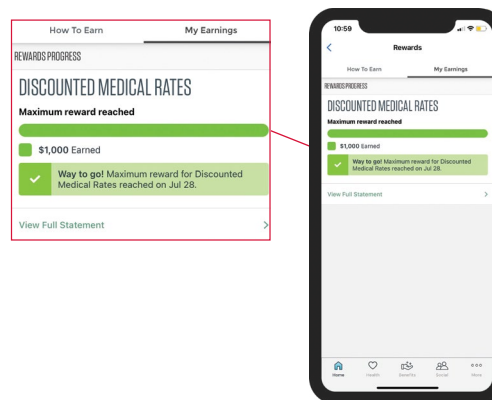 How To Earn My Earnings
REWARDS PROGRESS
DISCOUNTED MEDICAL RATES
Maximum reward reached
$1,000 Earned
Way to go! Maximum reward for Discounted
Medical Rates reached on Jul 28.
View Full Statement
10:59
Rewards
How To Earn My Earnings
REWARDS PROGRESS
DISCOUNTED MEDICAL RATES
Maximum reward reached
$1,000 Earned
Way to go! Maximum reward for Discounted
Medical Rates reached on Jul 28.
View Full Statement
Home Health Benefits Social More